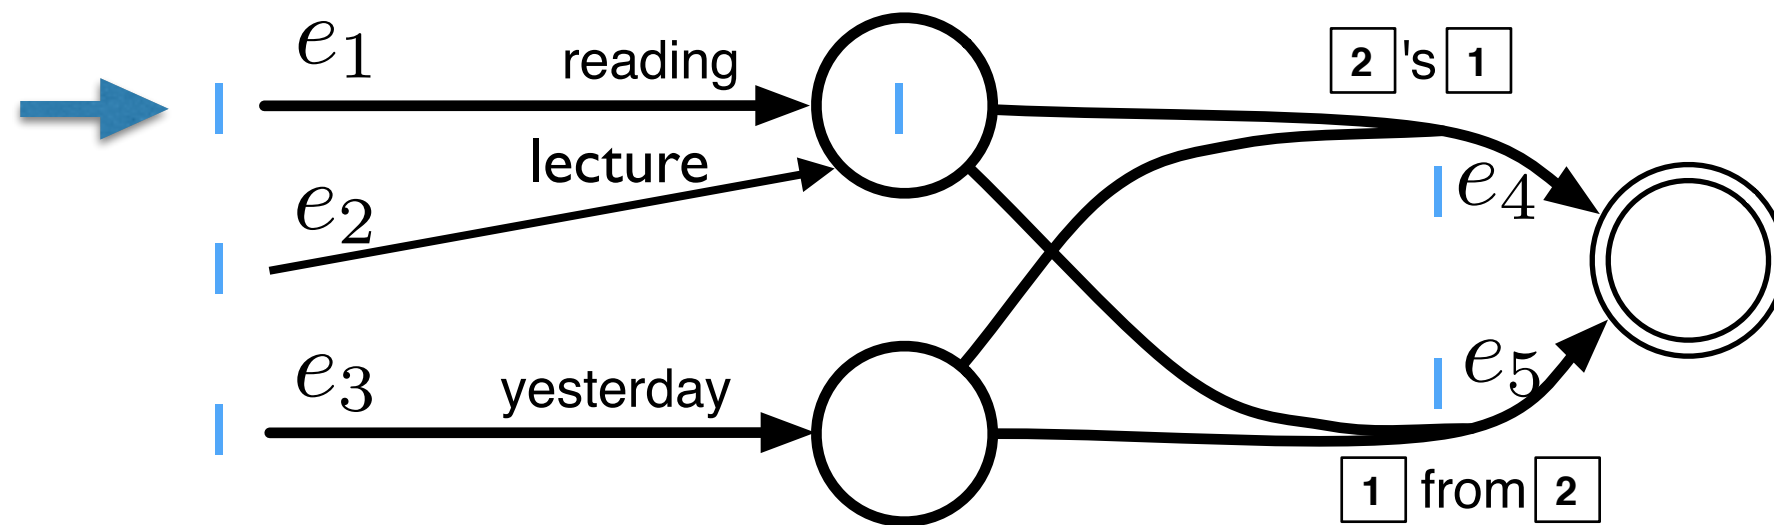 e1 reading
2 's 1
lecture
e2
e4
e3 yesterday
e5
1 from 2